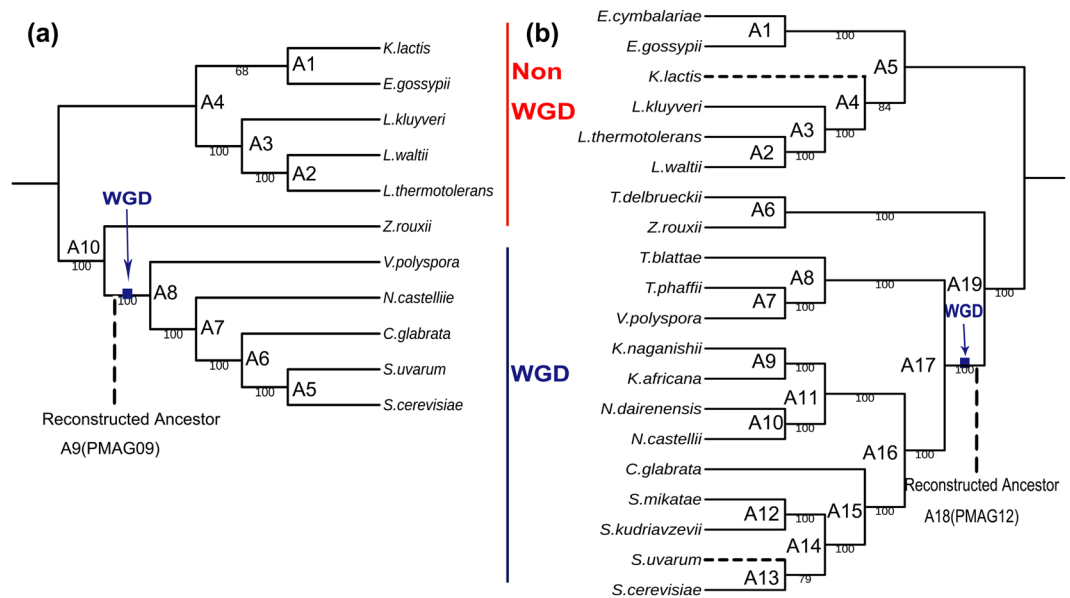 (a)
K.lactis
68
A1
E.gossypii
A4
L.kluyveri
100
A3
L.waltii
100
A2
L.thermotolerans
WGD
Z.rouxii
A10
100
V.polyspora
100
A8
N.castelliie
100
A7
C.glabrata
100
A6
S.uvarum
100
A5
S.cerevisiae
Reconstructed Ancestor
A9(PMAG09)
Non
WGD
WGD
(b)
E.cymbalariae
A1
100
E.gossypii
A5
K.lactis
A4
84
L.kluyveri
A3
100
L.thermotolerans
A2
100
L.waltii
T.delbrueckii
A6
100
Z.rouxii
T.blattae
A8
100
A19
100
T.phaffii
A7
100
V.polyspora
WGD
K.naganishii
A9
100
A17
100
K.africana
A11
100
N.dairenensis
A10
100
N.castellii
A16
100
C.glabrata
Reconstructed Ancestor
A18(PMAG12)
S.mikatae
A12
100
A15
100
S.kudriavzevii
A14
100
S.uvarum
A13
79
S.cerevisiae